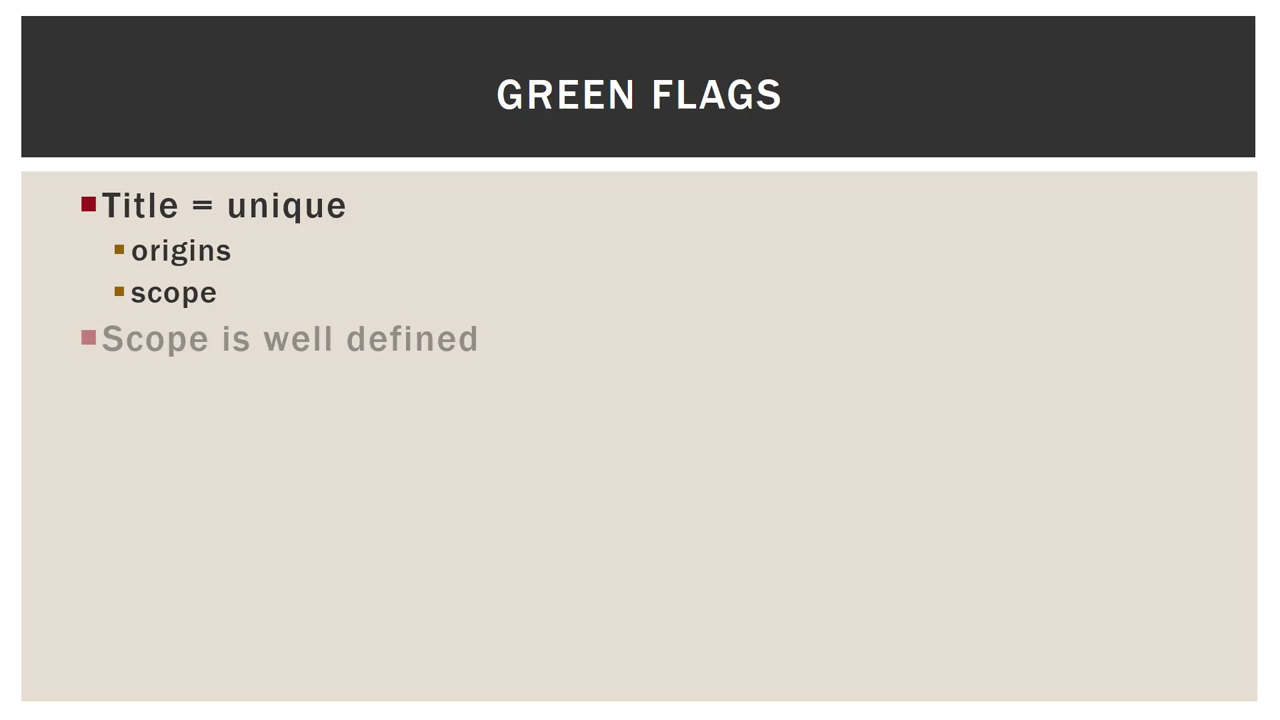 GREEN FLAGS
Title = unique
origins
scope
Scope is well defined